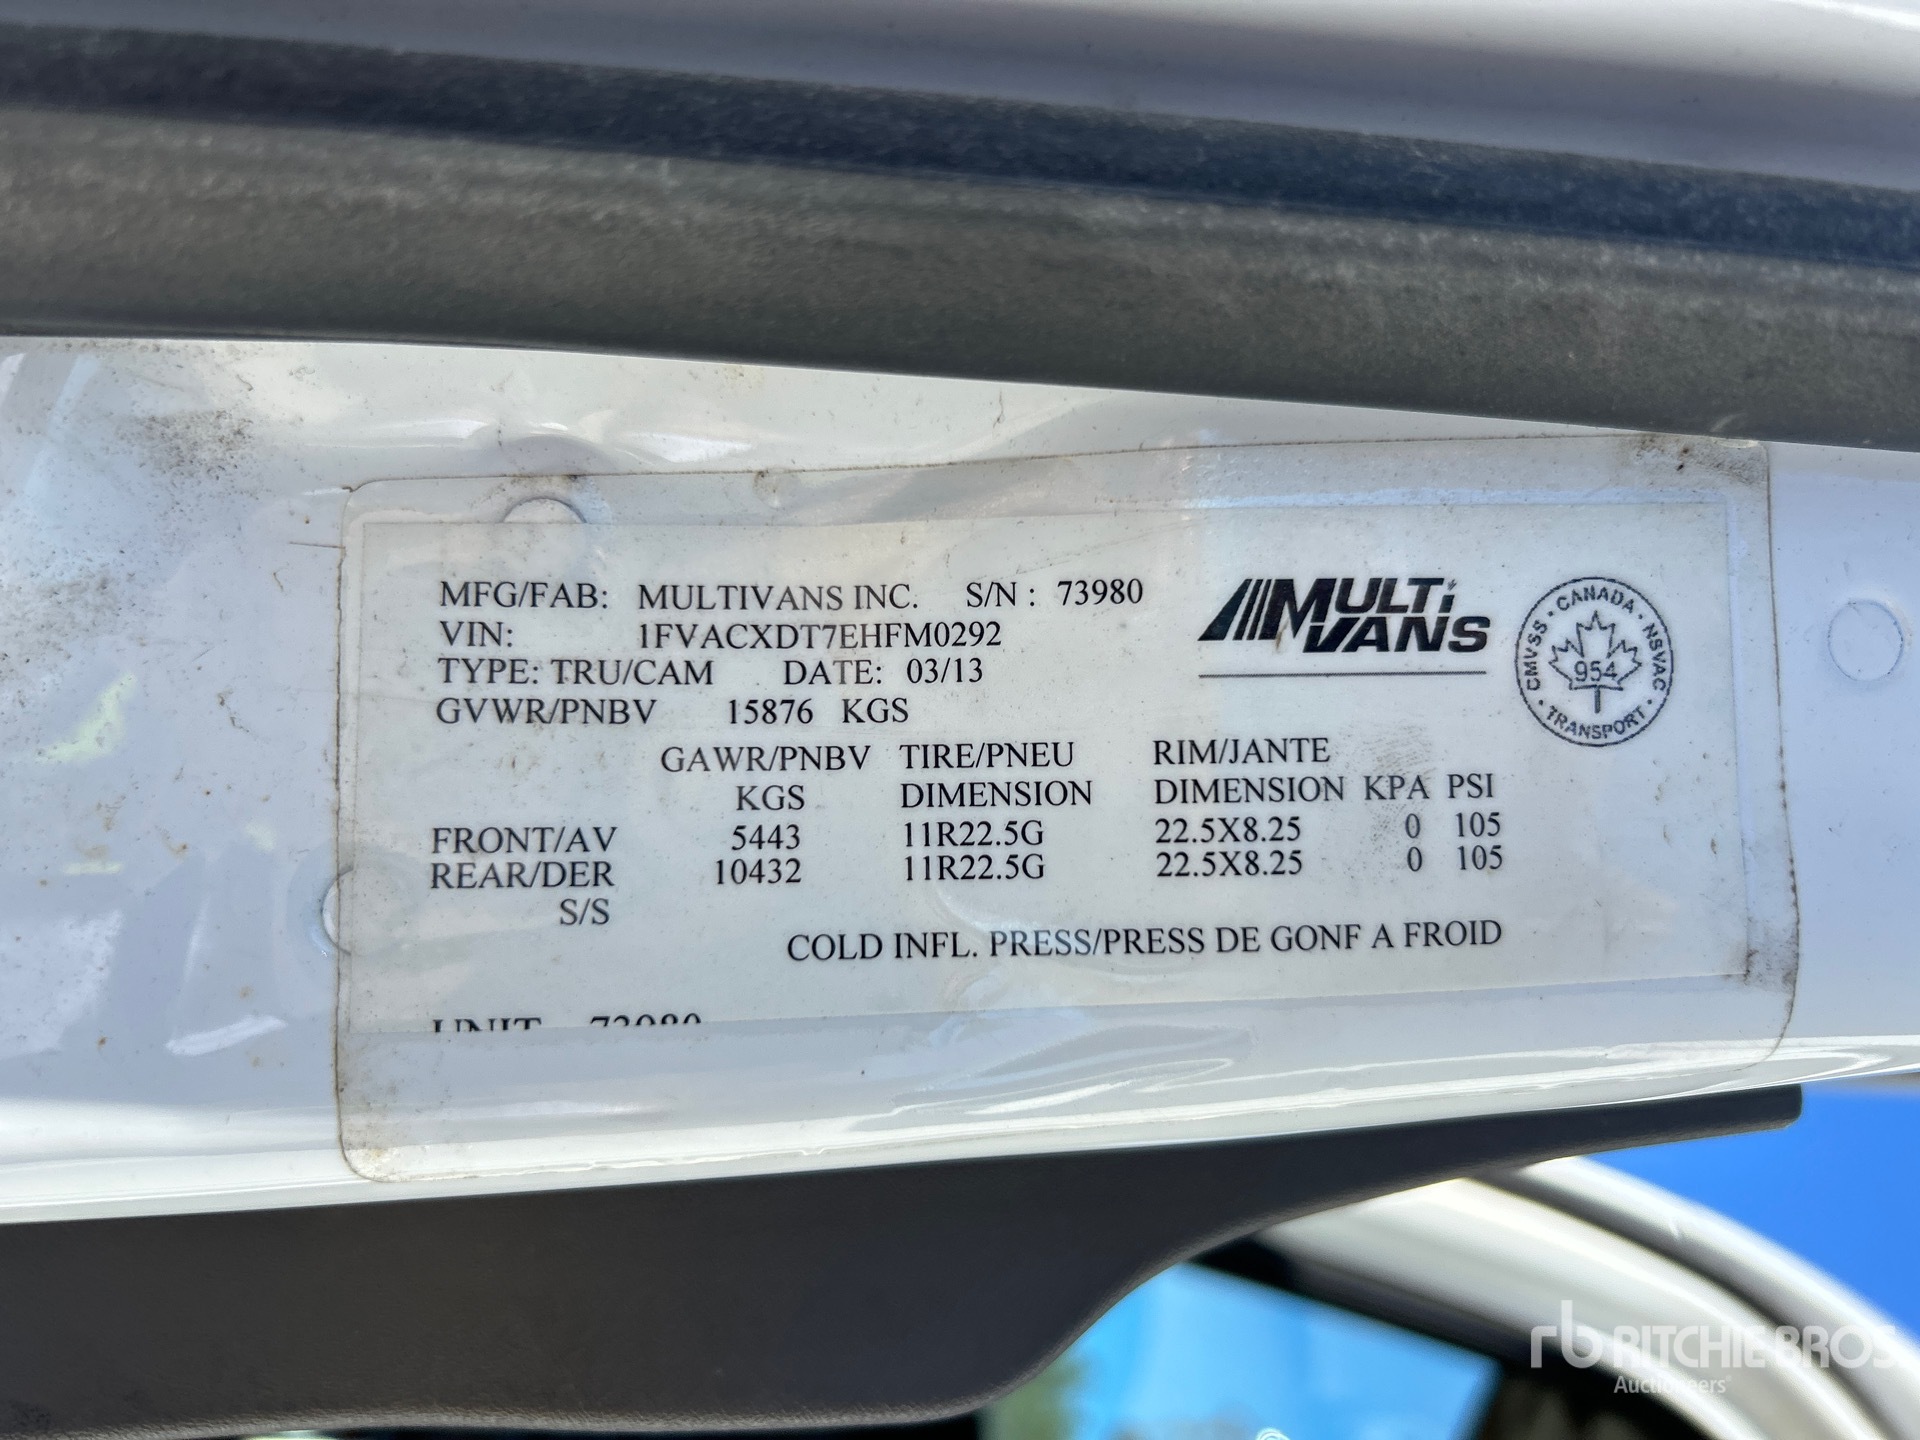 MFG/FAB: MULTIVANS INC. S/N : 73980
VIN: 1FVACXDT7EHFM0292
TYPE: TRU/CAM DATE: 03/13
GVWR/PNBV 15876 KGS
MULTi
VANS
CMVSS · CANADA · NSVAC · TRANSPORT ·
954
GAWR/PNBV TIRE/PNEU RIM/JANTE
KGS DIMENSION DIMENSION KPA PSI
FRONT/AV 5443 11R22.5G 22.5X8.25 0 105
REAR/DER 10432 11R22.5G 22.5X8.25 0 105
S/S
COLD INFL. PRESS/PRESS DE GONF A FROID
UNIT 73980
rb RITCHIE BROS
Auctioneers